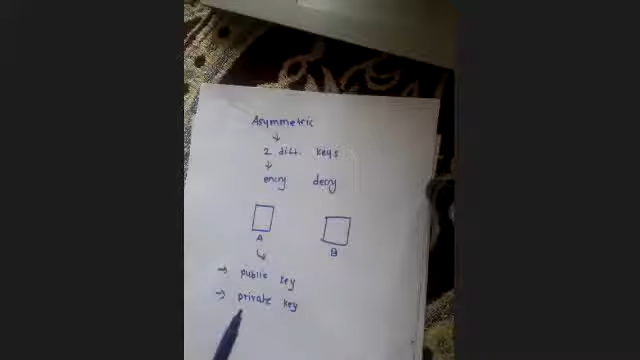 Asymmetric
↓
2 diff. keys
↓
encry decry
A
B
→ public key
→ private key